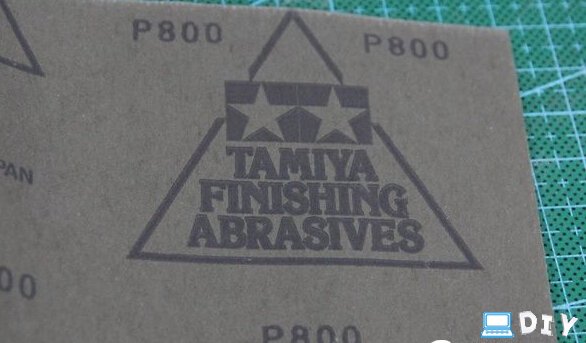 P800 P800
TAMIYA
FINISHING
ABRASIVES
PAN
00
P800
DIY